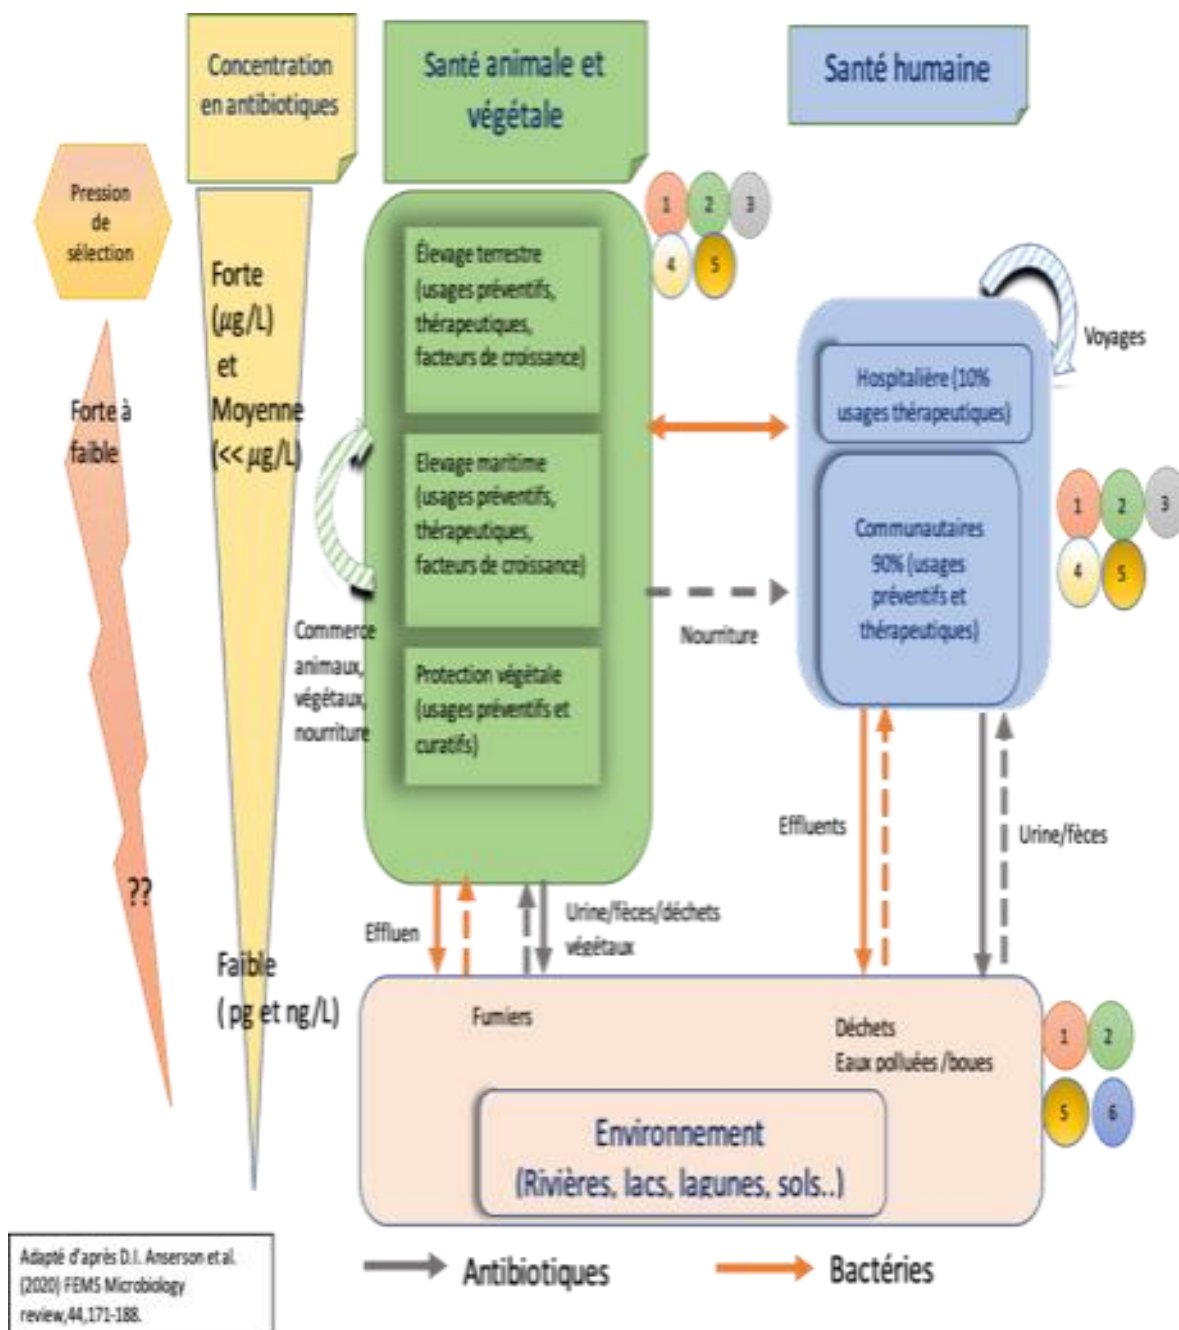 Concentration
en antibiotiques
Santé animale et
végétale
Santé humaine
Pression
de
sélection
Forte
(µg/L)
et
Moyenne
(<< µg/L)
Forte à
faible
??
Faible
( pg et ng/L)
1
2
3
4
5
Élevage terrestre
(usages préventifs,
thérapeutiques,
facteurs de croissance)
Elevage maritime
(usages préventifs,
thérapeutiques,
facteurs de croissance)
Protection végétale
(usages préventifs et
curatifs)
Commerce
animaux,
végétaux,
nourriture
Voyages
Hospitalière (10%
usages thérapeutiques)
Communautaires
90% (usages
préventifs et
thérapeutiques)
1
2
3
4
5
Nourriture
Effluen
Urine/fèces/déchets
végétaux
Effluents
Urine/fèces
Fumiers
Déchets
Eaux polluées /boues
1
2
5
6
Environnement
(Rivières, lacs, lagunes, sols..)
Adapté d'après D.I. Anserson et al.
(2020) FEMS Microbiology
review,44,171-188.
Antibiotiques
Bactéries